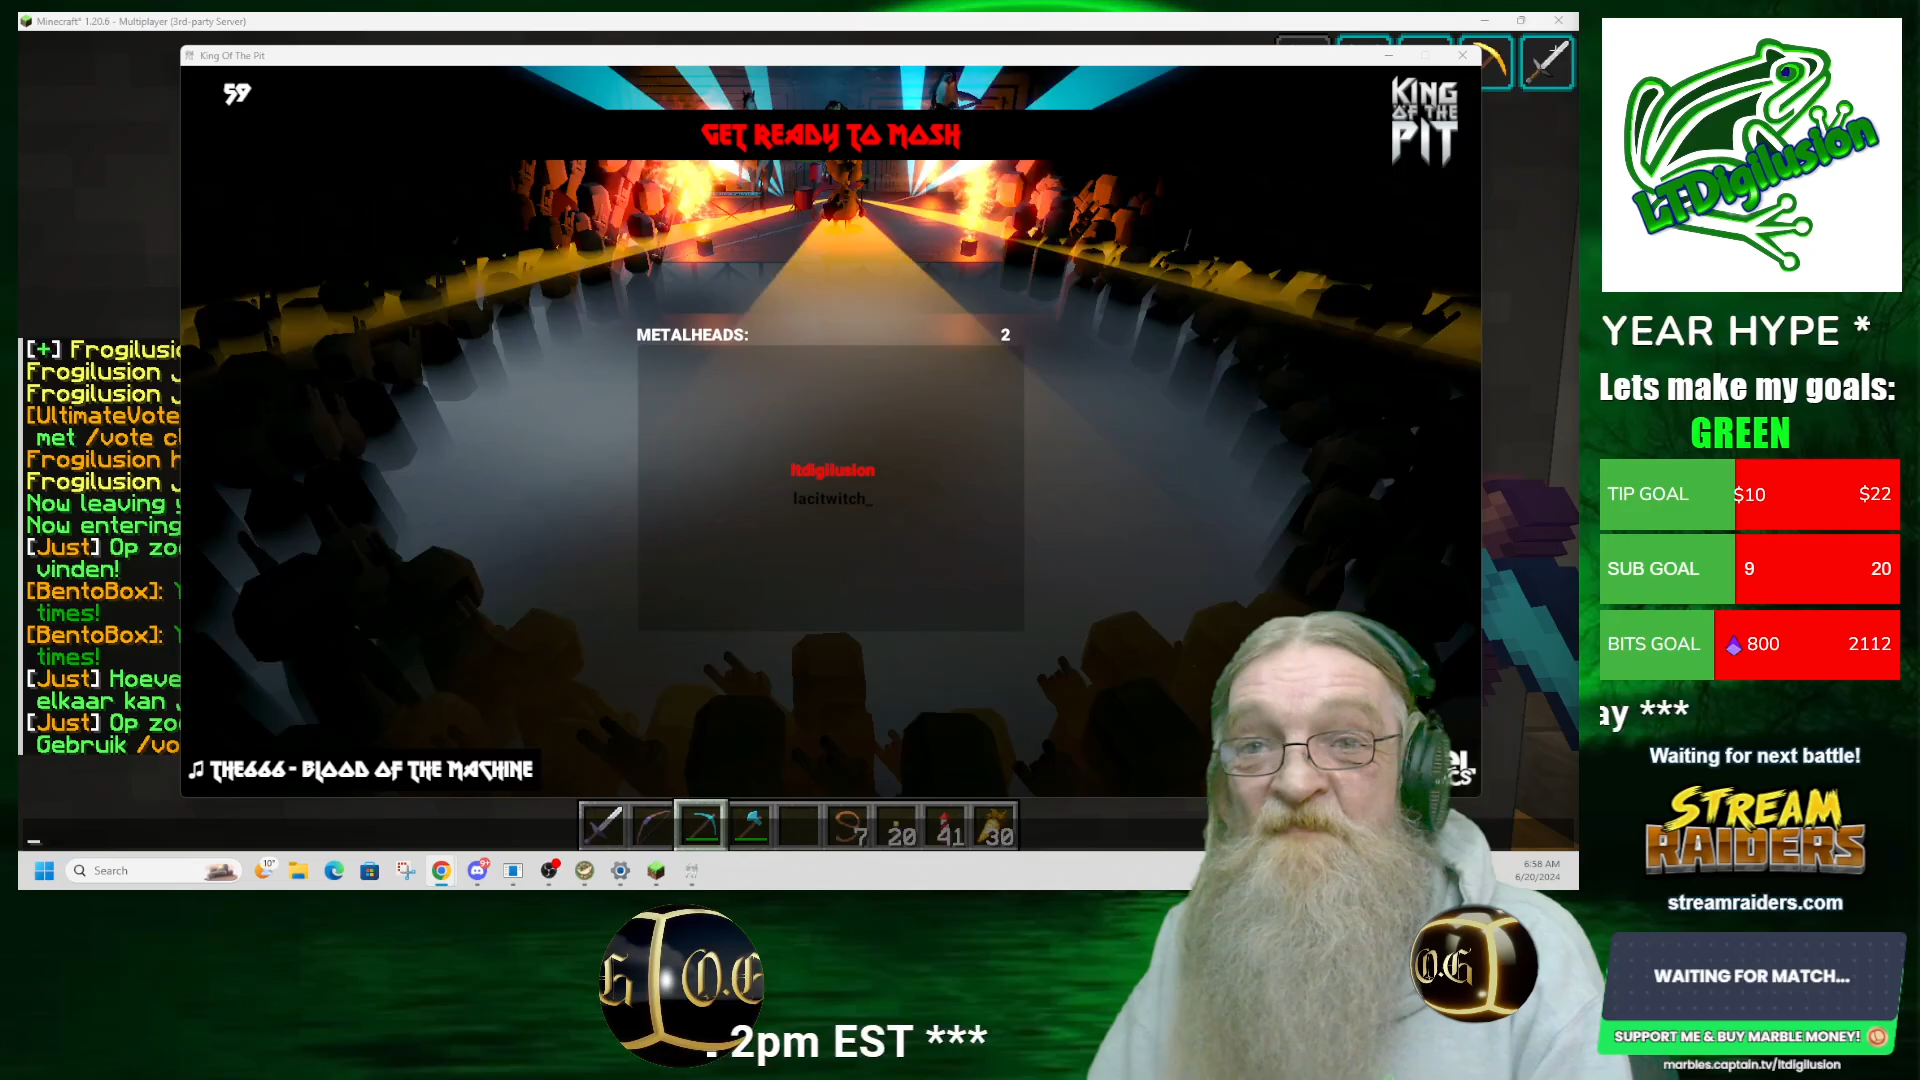 Minecraft* 1.20.6 - Multiplayer (3rd-party Server)
King Of The Pit
59
KING
OF THE
PIT
GET READY TO MOSH
METALHEADS: 2
ltdigilusion
lacitwitch_
[+] Frogilusio
Frogilusion
Frogilusion
[UltimateVote
met /vote cl
Frogilusion h
Frogilusion
Now leaving
Now entering
[Just] Op zo
vinden!
[BentoBox]:
times!
[BentoBox]:
times!
[Just] Hoeve
elkaar kan
[Just] Op zo
Gebruik /vo
♫ THE666 - BLOOD OF THE MACHINE
7 20 41 30
Search
10°
9+
6:58 AM
6/20/2024
LTDigilusion
YEAR HYPE *
Lets make my goals:
GREEN
TIP GOAL $10 $22
SUB GOAL 9 20
BITS GOAL 800 2112
ay ***
Waiting for next battle!
STREAM
RAIDERS
streamraiders.com
WAITING FOR MATCH...
SUPPORT ME & BUY MARBLE MONEY!
marbles.captain.tv/ltdigilusion
O.G
O.G
. 2pm EST ***